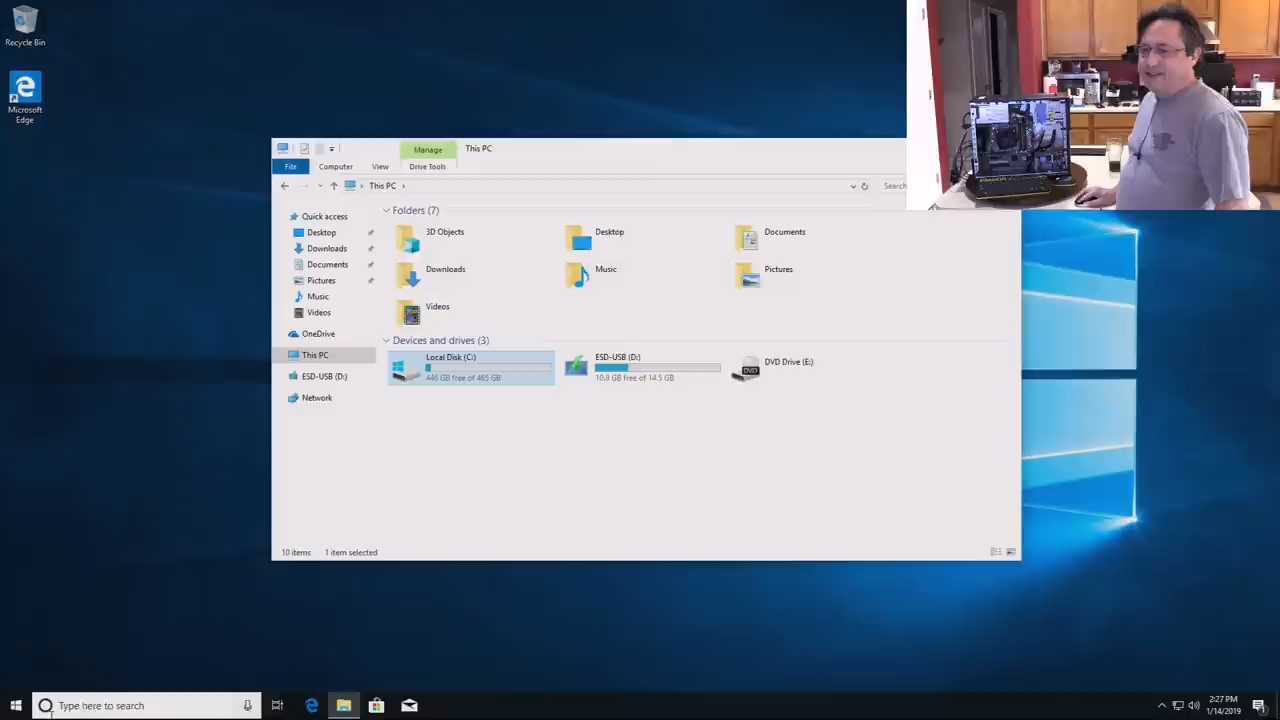 Recycle Bin
Microsoft
Edge
Manage
This PC
File
Computer
View
Drive Tools
This PC
Search
Quick access
Desktop
Downloads
Documents
Pictures
Music
Videos
OneDrive
This PC
ESD-USB (D:)
Network
Folders (7)
3D Objects
Desktop
Documents
Downloads
Music
Pictures
Videos
Devices and drives (3)
Local Disk (C:)
446 GB free of 465 GB
ESD-USB (D:)
10.8 GB free of 14.5 GB
DVD
DVD Drive (E:)
10 items
1 item selected
Type here to search
2:27 PM
1/14/2019
1